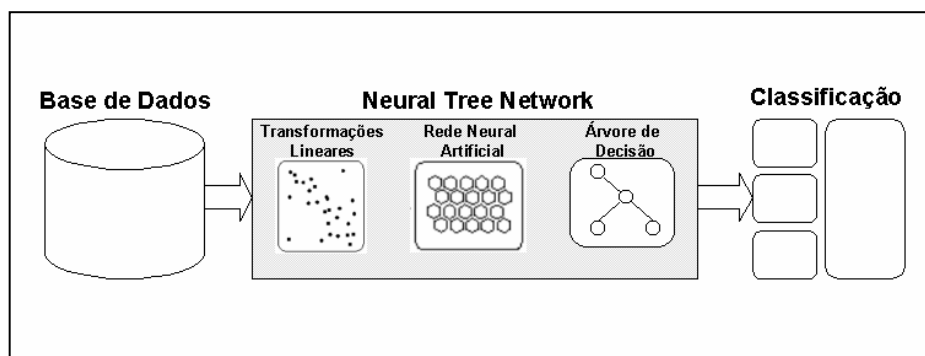 Base de Dados
Neural Tree Network
Classificação
Transformações
Lineares
Rede Neural
Artificial
Árvore de
Decisão